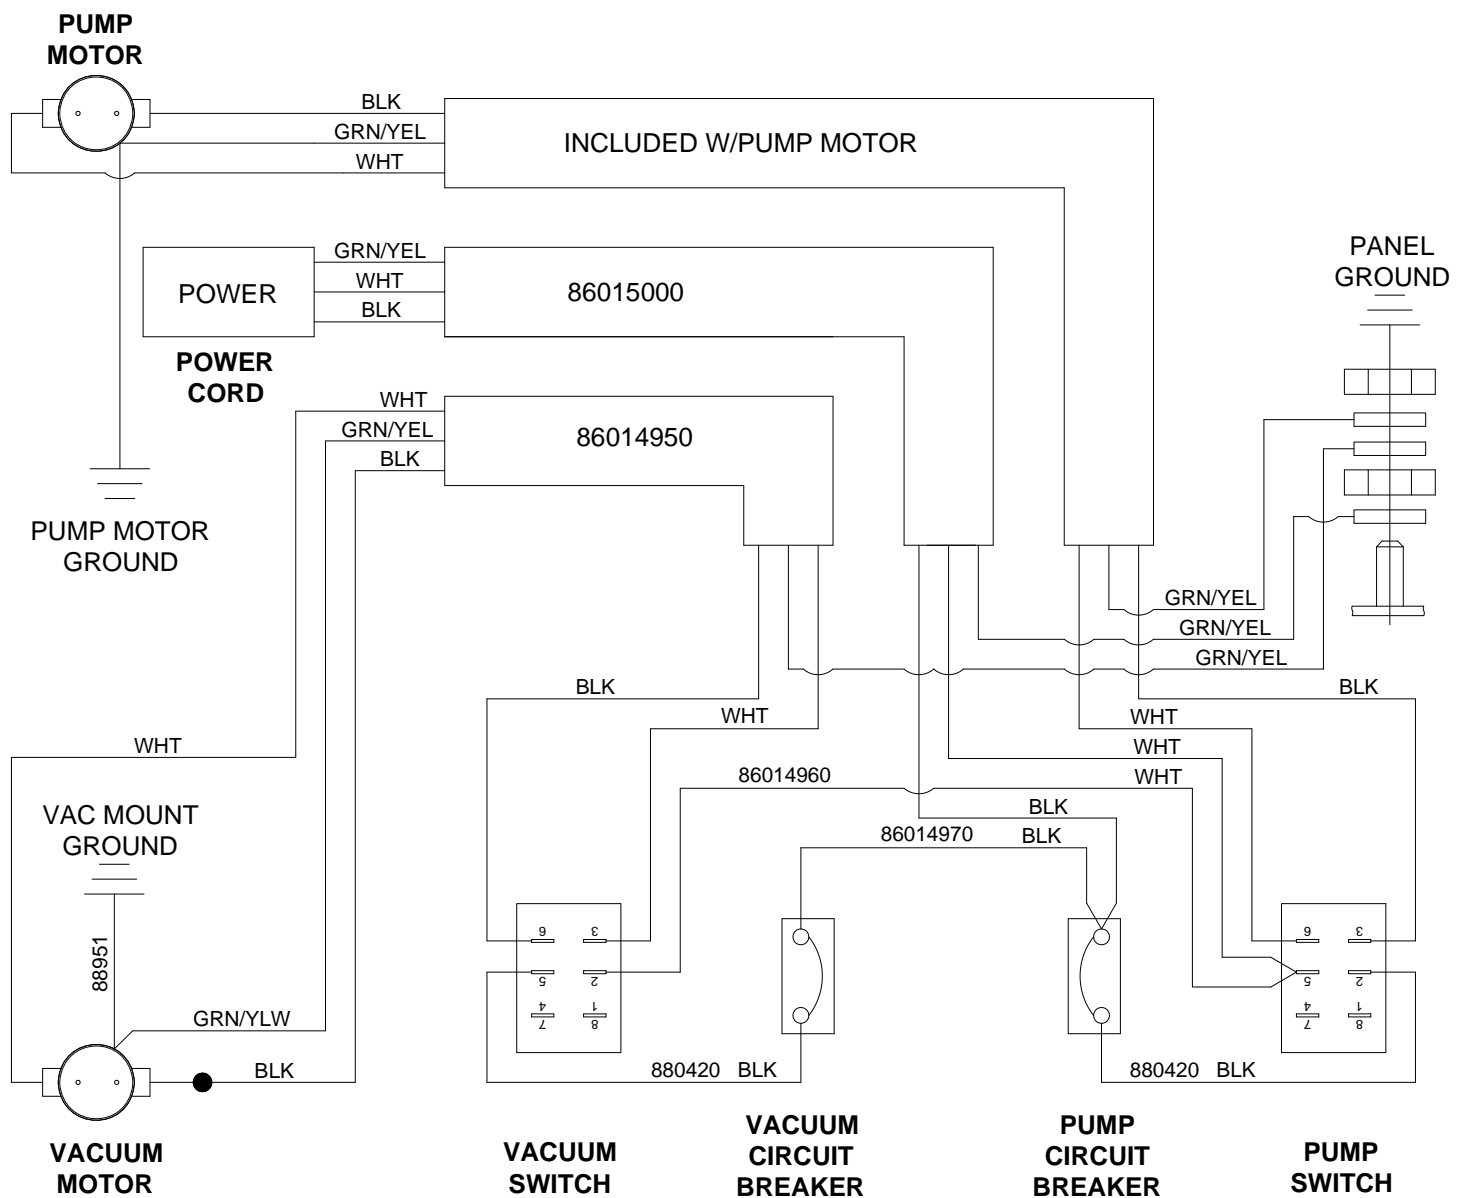 PUMP
MOTOR
BLK
GRN/YEL
WHT
INCLUDED W/PUMP MOTOR
GRN/YEL
WHT
BLK
POWER
86015000
POWER
CORD
PANEL
GROUND
WHT
GRN/YEL
BLK
86014950
PUMP MOTOR
GROUND
GRN/YEL
GRN/YEL
GRN/YEL
BLK
BLK
WHT
WHT
WHT
WHT
86014960
WHT
BLK
86014970
BLK
VAC MOUNT
GROUND
88951
GRN/YLW
BLK
6 3
5 2
4 1
7 8
6 3
5 2
4 1
7 8
880420 BLK
880420 BLK
VACUUM
MOTOR
VACUUM
SWITCH
VACUUM
CIRCUIT
BREAKER
PUMP
CIRCUIT
BREAKER
PUMP
SWITCH